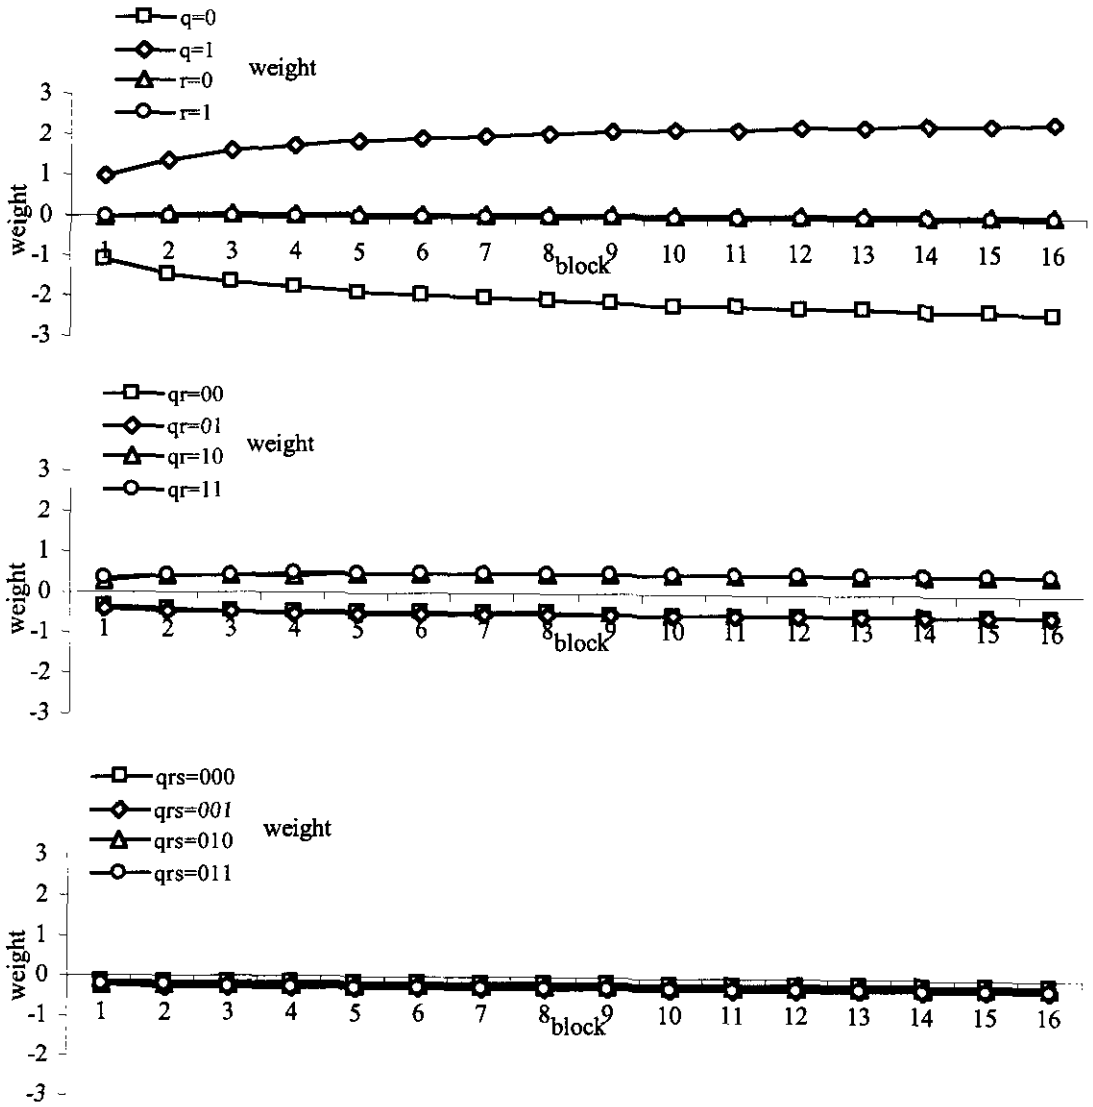 q=0
q=1
weight
r=0
r=1
3
2
1
0
-1
-2
-3
weight
1 2 3 4 5 6 7 8 9 10 11 12 13 14 15 16
block
qr=00
qr=01
weight
qr=10
qr=11
3
2
1
0
-1
-2
-3
weight
1 2 3 4 5 6 7 8 9 10 11 12 13 14 15 16
block
qrs=000
qrs=001
weight
qrs=010
qrs=011
3
2
1
0
-1
-2
-3
weight
1 2 3 4 5 6 7 8 9 10 11 12 13 14 15 16
block